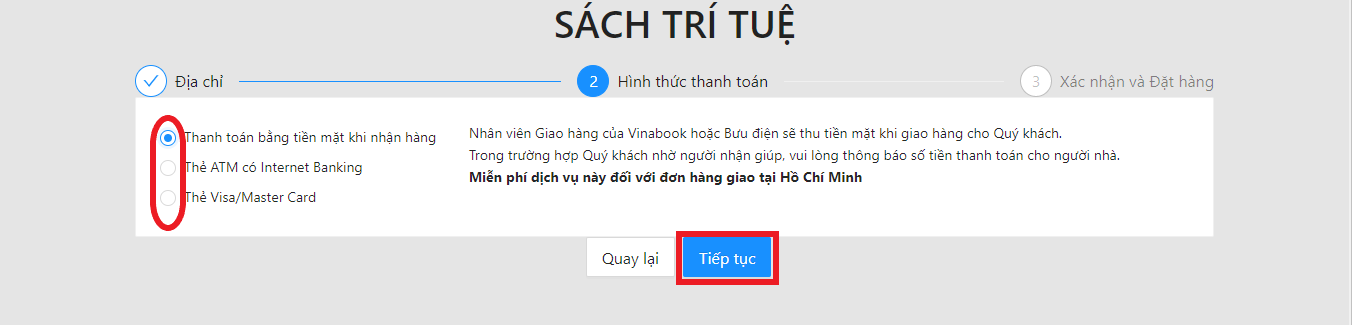 SÁCH TRÍ TUỆ
Địa chỉ
2 Hình thức thanh toán
3 Xác nhận và Đặt hàng
Thanh toán bằng tiền mặt khi nhận hàng
Thẻ ATM có Internet Banking
Thẻ Visa/Master Card
Nhân viên Giao hàng của Vinabook hoặc Bưu điện sẽ thu tiền mặt khi giao hàng cho Quý khách.
Trong trường hợp Quý khách nhờ người nhận giúp, vui lòng thông báo số tiền thanh toán cho người nhà.
Miễn phí dịch vụ này đối với đơn hàng giao tại Hồ Chí Minh
Quay lại
Tiếp tục